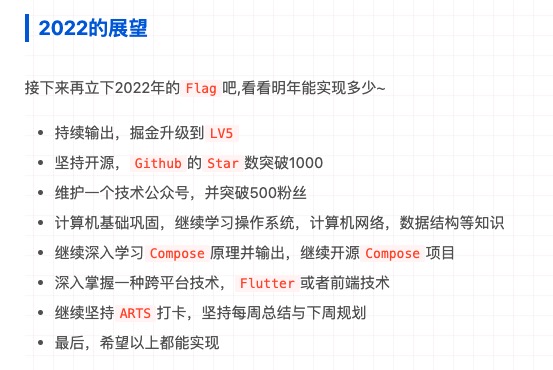 2022的展望
接下来再立下2022年的 Flag 吧,看看明年能实现多少~
持续输出，掘金升级到 LV5
坚持开源， Github 的 Star 数突破1000
维护一个技术公众号，并突破500粉丝
计算机基础巩固，继续学习操作系统，计算机网络，数据结构等知识
继续深入学习 Compose 原理并输出，继续开源 Compose 项目
深入掌握一种跨平台技术， Flutter 或者前端技术
继续坚持 ARTS 打卡，坚持每周总结与下周规划
最后，希望以上都能实现